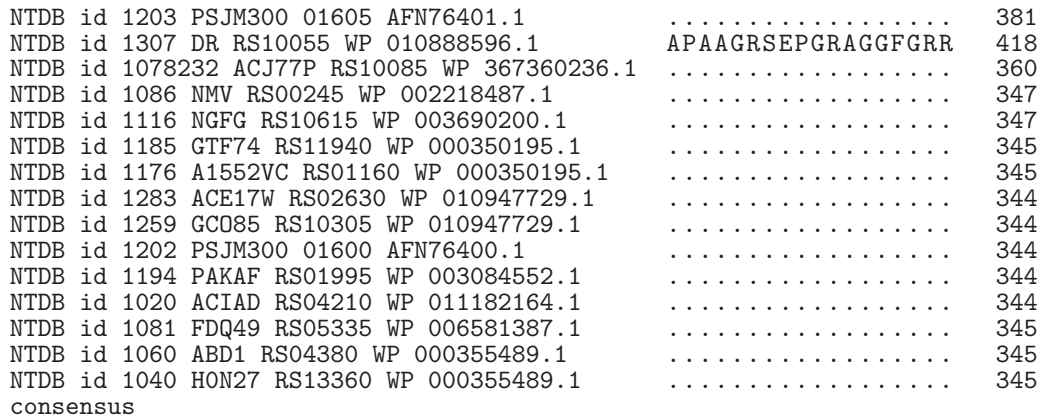 NTDB id 1203 PSJM300 01605 AFN76401.1 .................. 381
NTDB id 1307 DR RS10055 WP 010888596.1 APAAGRSEPGRAGGFGRR 418
NTDB id 1078232 ACJ77P RS10085 WP 367360236.1 .................. 360
NTDB id 1086 NMV RS00245 WP 002218487.1 .................. 347
NTDB id 1116 NGFG RS10615 WP 003690200.1 .................. 347
NTDB id 1185 GTF74 RS11940 WP 000350195.1 .................. 345
NTDB id 1176 A1552VC RS01160 WP 000350195.1 .................. 345
NTDB id 1283 ACE17W RS02630 WP 010947729.1 .................. 344
NTDB id 1259 GCO85 RS10305 WP 010947729.1 .................. 344
NTDB id 1202 PSJM300 01600 AFN76400.1 .................. 344
NTDB id 1194 PAKAF RS01995 WP 003084552.1 .................. 344
NTDB id 1020 ACIAD RS04210 WP 011182164.1 .................. 344
NTDB id 1081 FDQ49 RS05335 WP 006581387.1 .................. 345
NTDB id 1060 ABD1 RS04380 WP 000355489.1 .................. 345
NTDB id 1040 H0N27 RS13360 WP 000355489.1 .................. 345
consensus